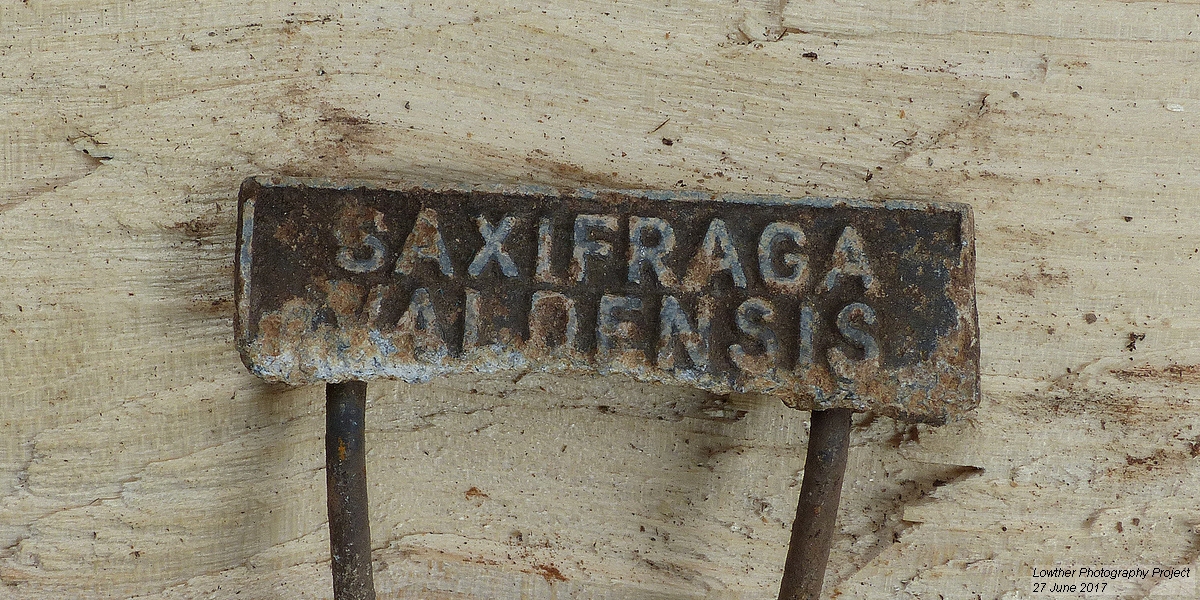 SAXIFRAGA
VALDENSIS
Lowther Photography Project
27 June 2017